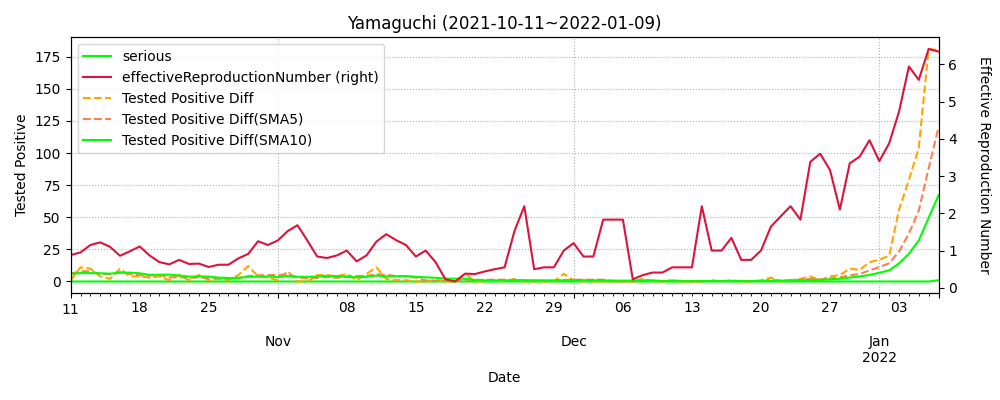 Yamaguchi (2021-10-11~2022-01-09)
serious
effectiveReproductionNumber (right)
Tested Positive Diff
Tested Positive Diff(SMA5)
Tested Positive Diff(SMA10)
Tested Positive
175
150
125
100
75
50
25
0
6
5
4
3
2
1
0
Effective Reproduction Number
11 18 25 08 15 22 29 06 13 20 27 03
Nov Dec Jan
2022
Date